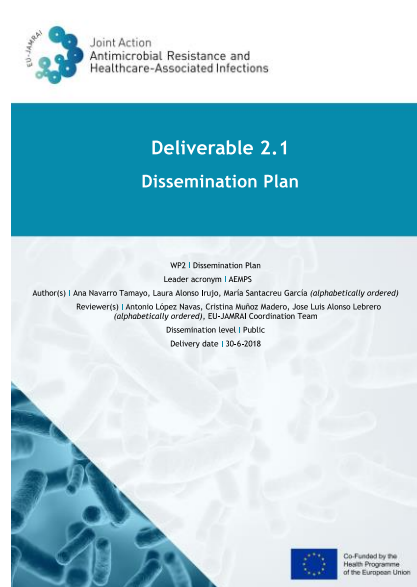 EU-JAMRAI
Joint Action
Antimicrobial Resistance and
Healthcare-Associated Infections
Deliverable 2.1
Dissemination Plan
WP2 | Dissemination Plan
Leader acronym | AEMPS
Author(s) | Ana Navarro Tamayo, Laura Alonso Irujo, María Santacreu García (alphabetically ordered)
Reviewer(s) | Antonio López Navas, Cristina Muñoz Madero, Jose Luis Alonso Lebrero
(alphabetically ordered), EU-JAMRAI Coordination Team
Dissemination level | Public
Delivery date | 30-6-2018
Co-Funded by the
Health Programme
of the European Union